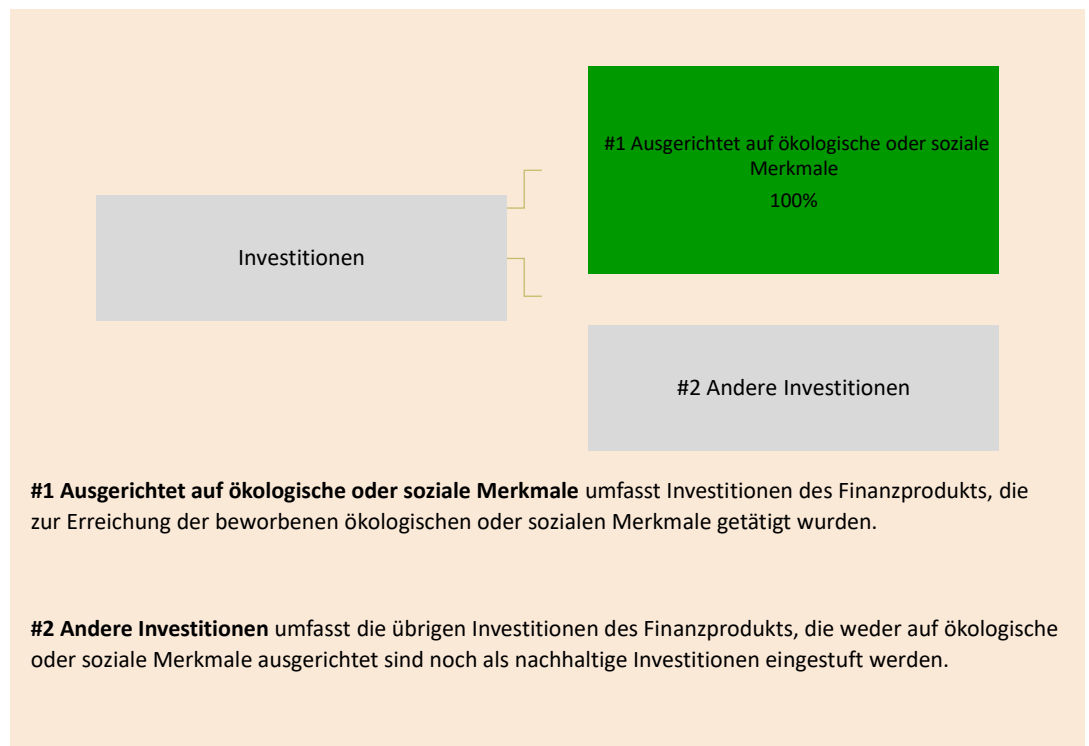 #1 Ausgerichtet auf ökologische oder soziale
Merkmale
100%
Investitionen
#2 Andere Investitionen
#1 Ausgerichtet auf ökologische oder soziale Merkmale umfasst Investitionen des Finanzprodukts, die
zur Erreichung der beworbenen ökologischen oder sozialen Merkmale getätigt wurden.
#2 Andere Investitionen umfasst die übrigen Investitionen des Finanzprodukts, die weder auf ökologische
oder soziale Merkmale ausgerichtet sind noch als nachhaltige Investitionen eingestuft werden.